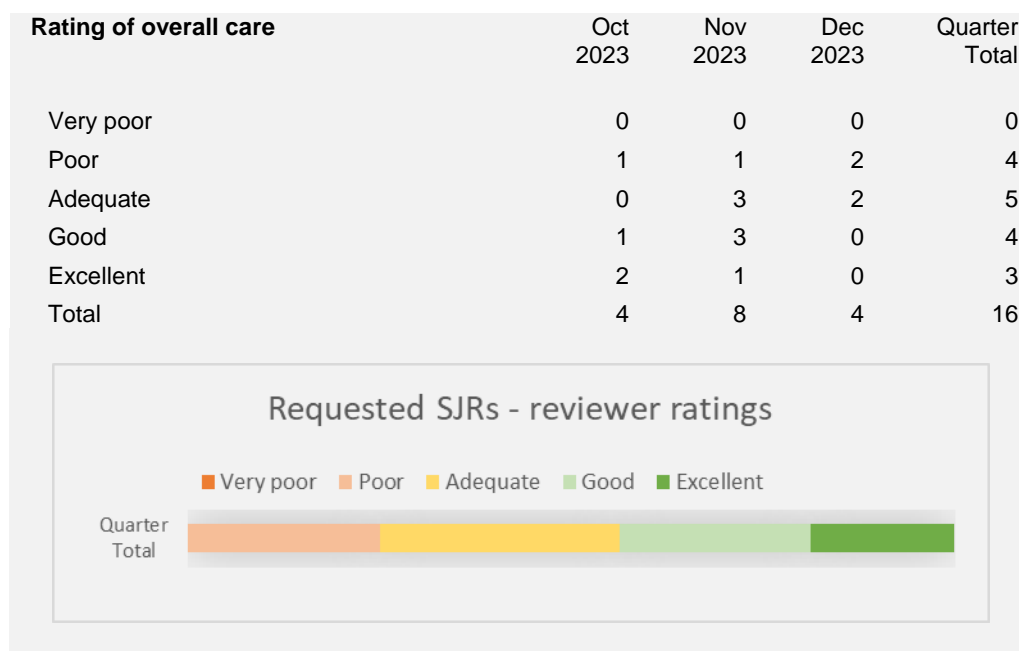 Rating of overall care Oct Nov Dec Quarter
2023 2023 2023 Total
Very poor 0 0 0 0
Poor 1 1 2 4
Adequate 0 3 2 5
Good 1 3 0 4
Excellent 2 1 0 3
Total 4 8 4 16
Requested SJRs - reviewer ratings
Very poor Poor Adequate Good Excellent
Quarter
Total